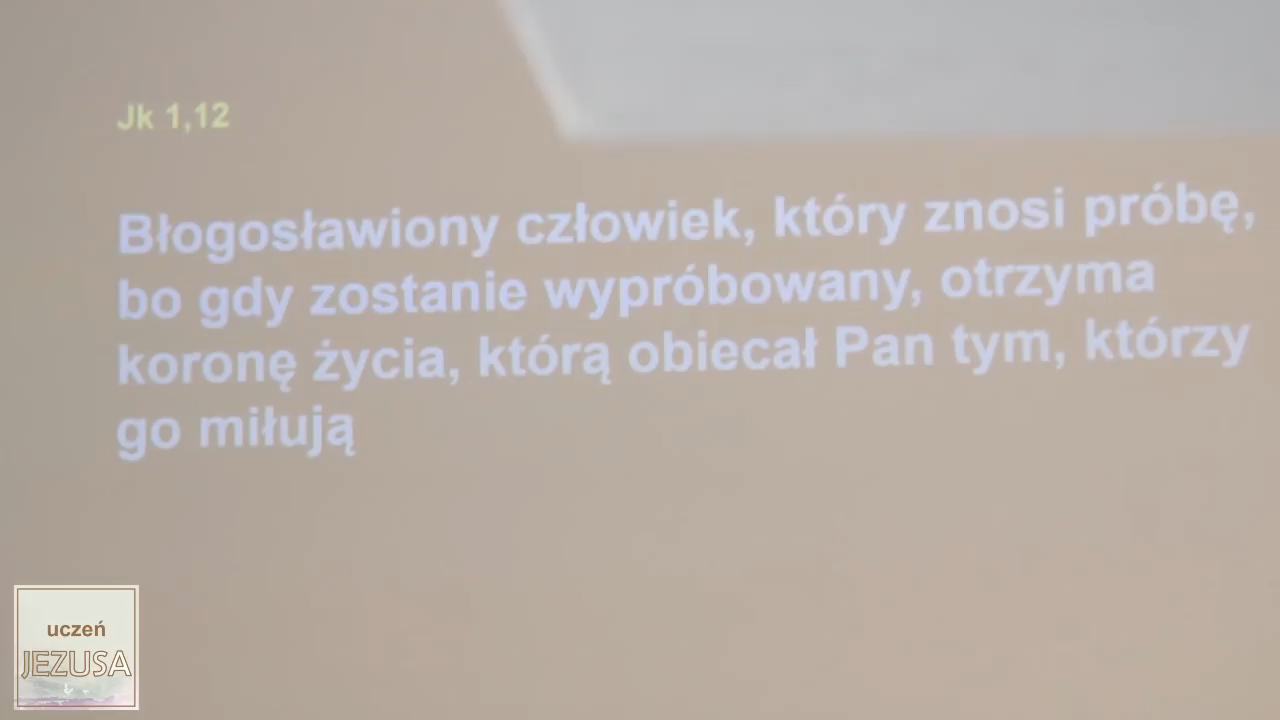 Jk 1,12
Błogosławiony człowiek, który znosi próbę,
bo gdy zostanie wypróbowany, otrzyma
koronę życia, którą obiecał Pan tym, którzy
go miłują
uczeń
JEZUSA